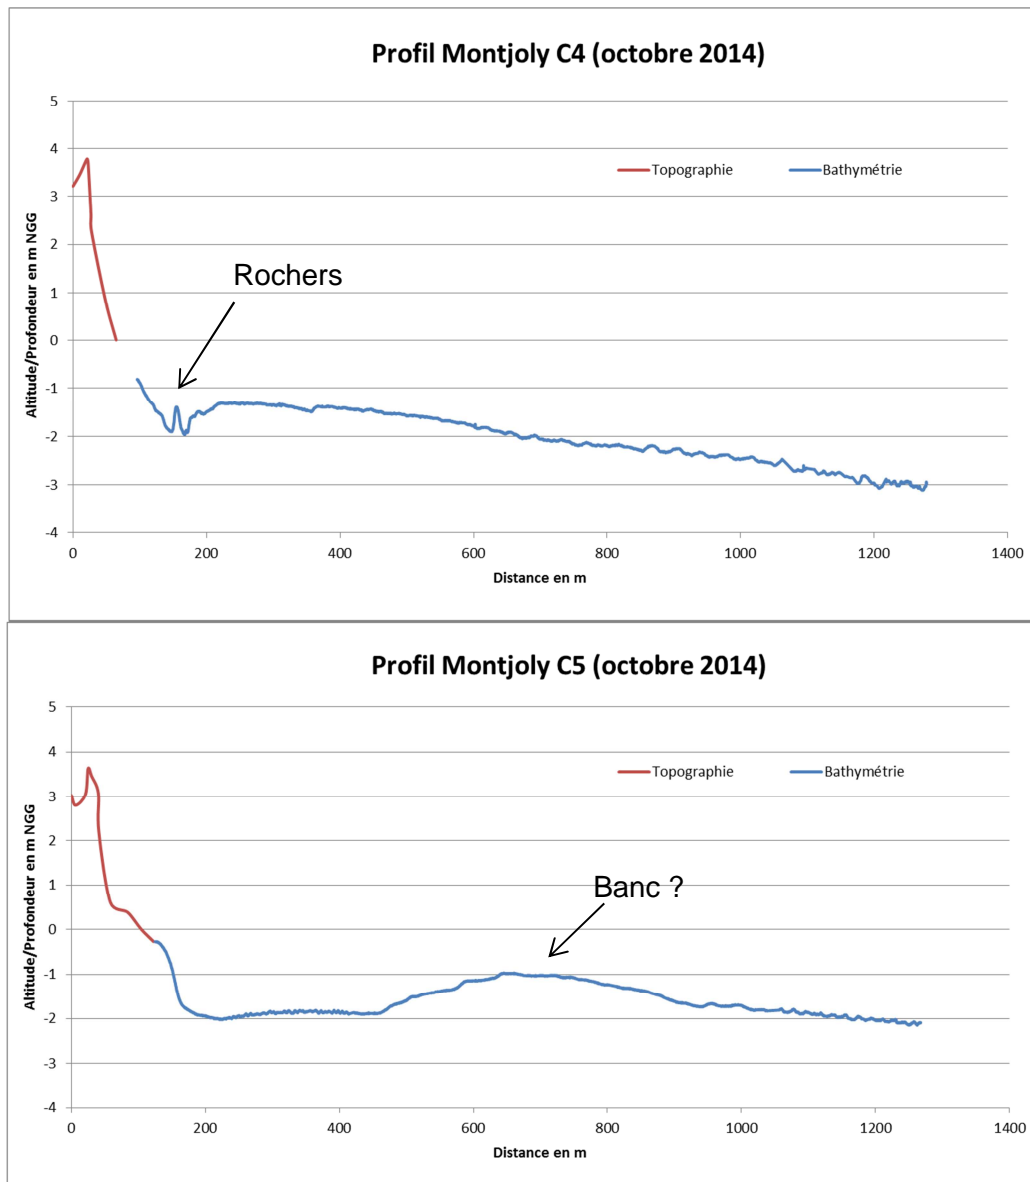 Profil Montjoly C4 (octobre 2014)
5
4
Topographie Bathymétrie
3
2
Rochers
1
0
-1
-2
-3
-4
Altitude/Profondeur en m NGG
0 200 400 600 800 1000 1200 1400
Distance en m
Profil Montjoly C5 (octobre 2014)
5
4
Topographie Bathymétrie
3
2
1
Banc ?
0
-1
-2
-3
-4
Altitude/Profondeur en m NGG
0 200 400 600 800 1000 1200 1400
Distance en m